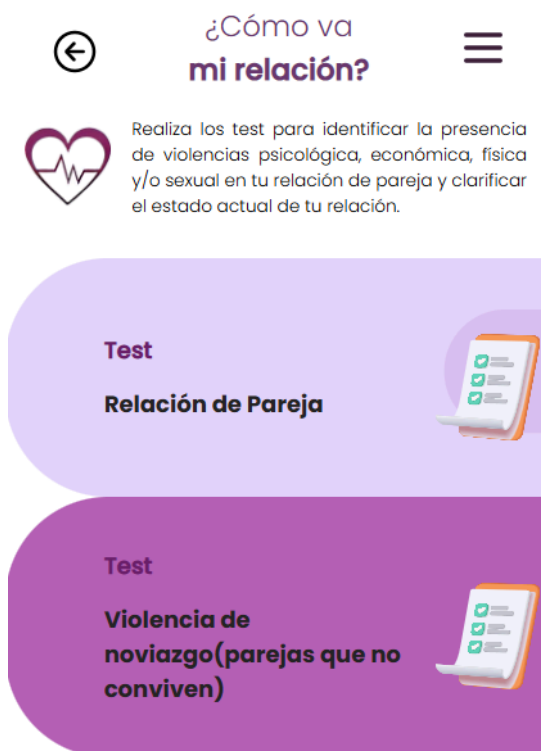 ¿Cómo va
mi relación?
Realiza los test para identificar la presencia
de violencias psicológica, económica, física
y/o sexual en tu relación de pareja y clarificar
el estado actual de tu relación.
Test
Relación de Pareja
Test
Violencia de
noviazgo(parejas que no
conviven)